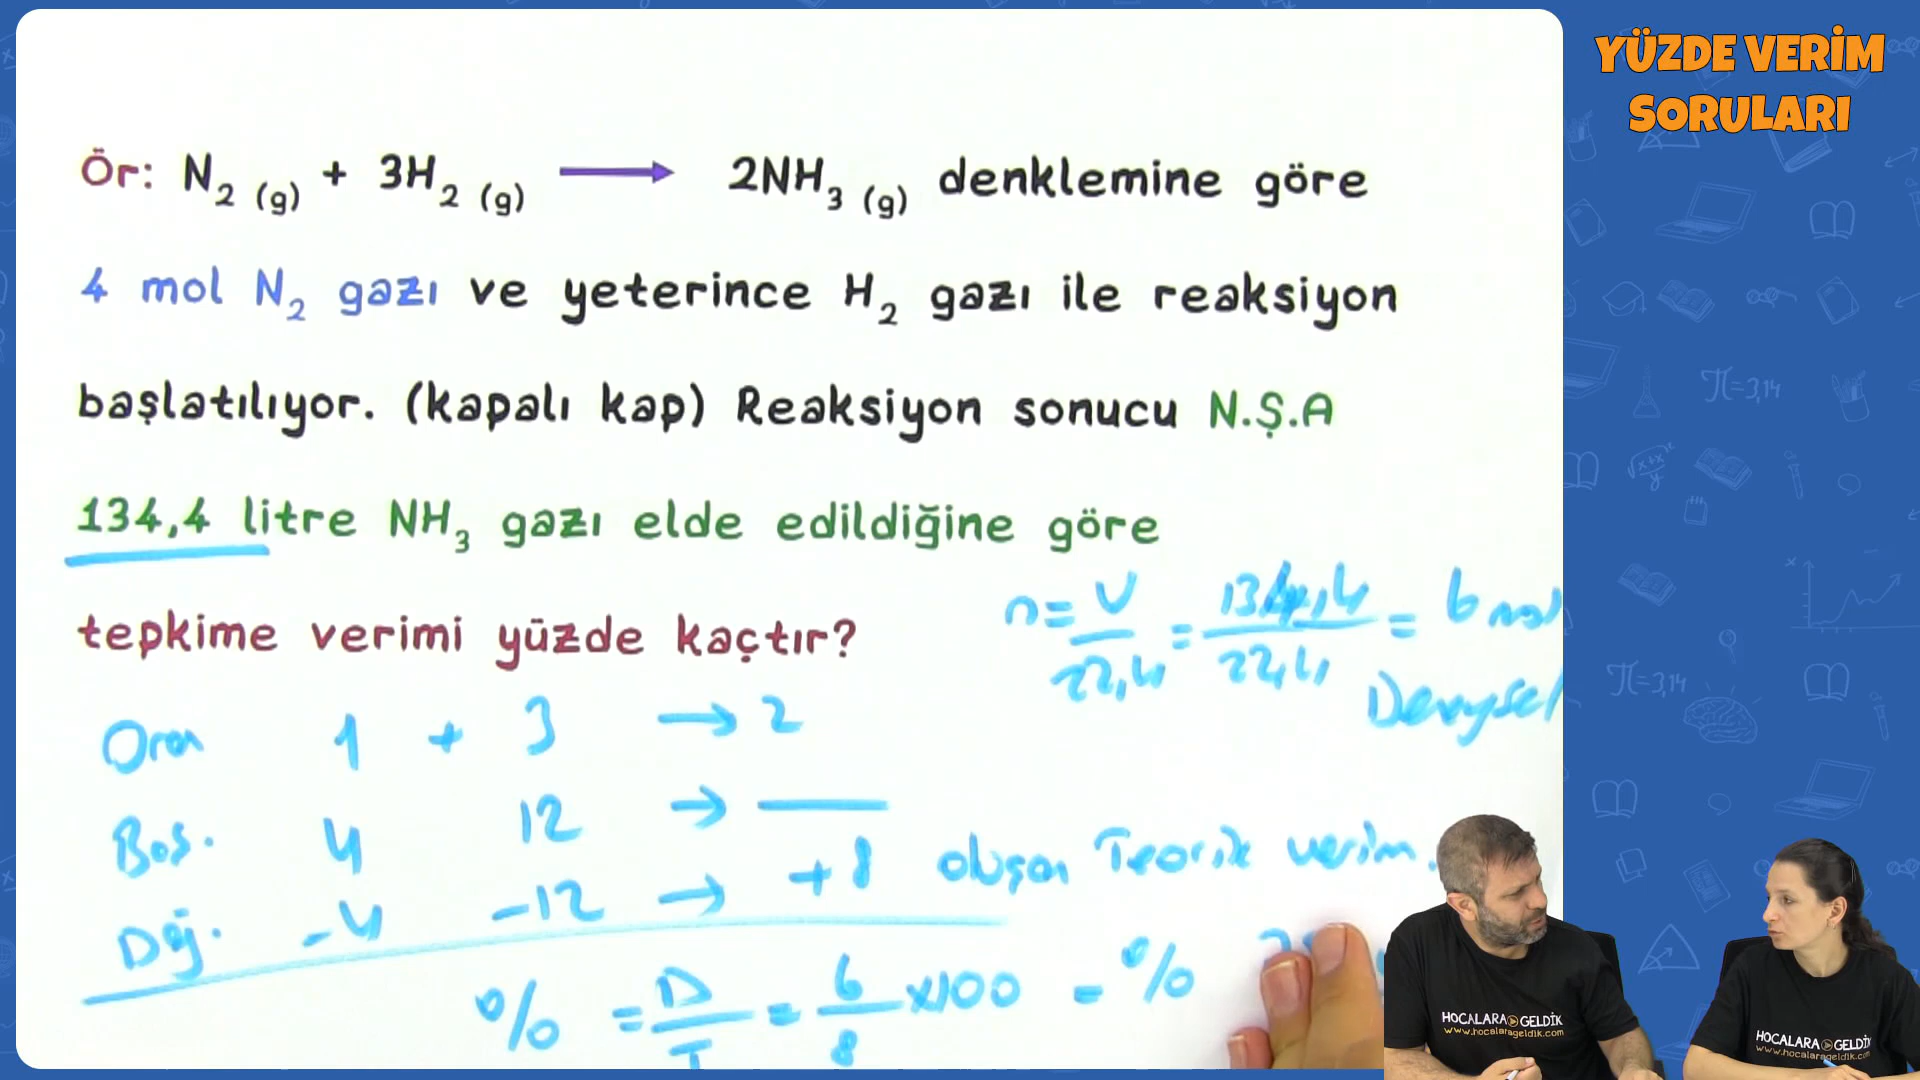 YÜZDE VERİM
SORULARI
Ör: N₂ (g) + 3H₂ (g) → 2NH₃ (g) denklemine göre
4 mol N₂ gazı ve yeterince H₂ gazı ile reaksiyon
başlatılıyor. (kapalı kap) Reaksiyon sonucu N.Ş.A
134,4 litre NH₃ gazı elde edildiğine göre
tepkime verimi yüzde kaçtır?
n = V / 22,4 = 134,4 / 22,4 = 6 mol
Deneysel
Oran 1 + 3 → 2
Baş. 4 12 → —
Değ. -4 -12 → +8 oluşan Teorik verim.
% = D / T = 6 / 8 x100 = %
HOCALARA GELDİK
www.hocalarageldik.com
HOCALARA GELDİK
www.hocalarageldik.com